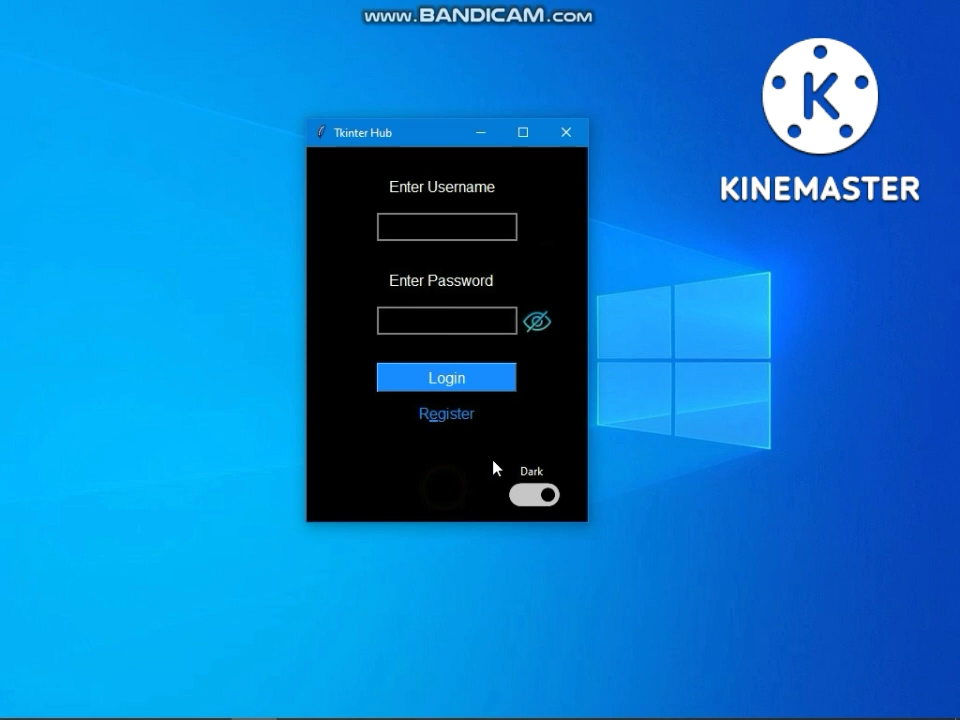 www.BANDICAM.com
K
KINEMASTER
Tkinter Hub
Enter Username
Enter Password
Login
Register
Dark